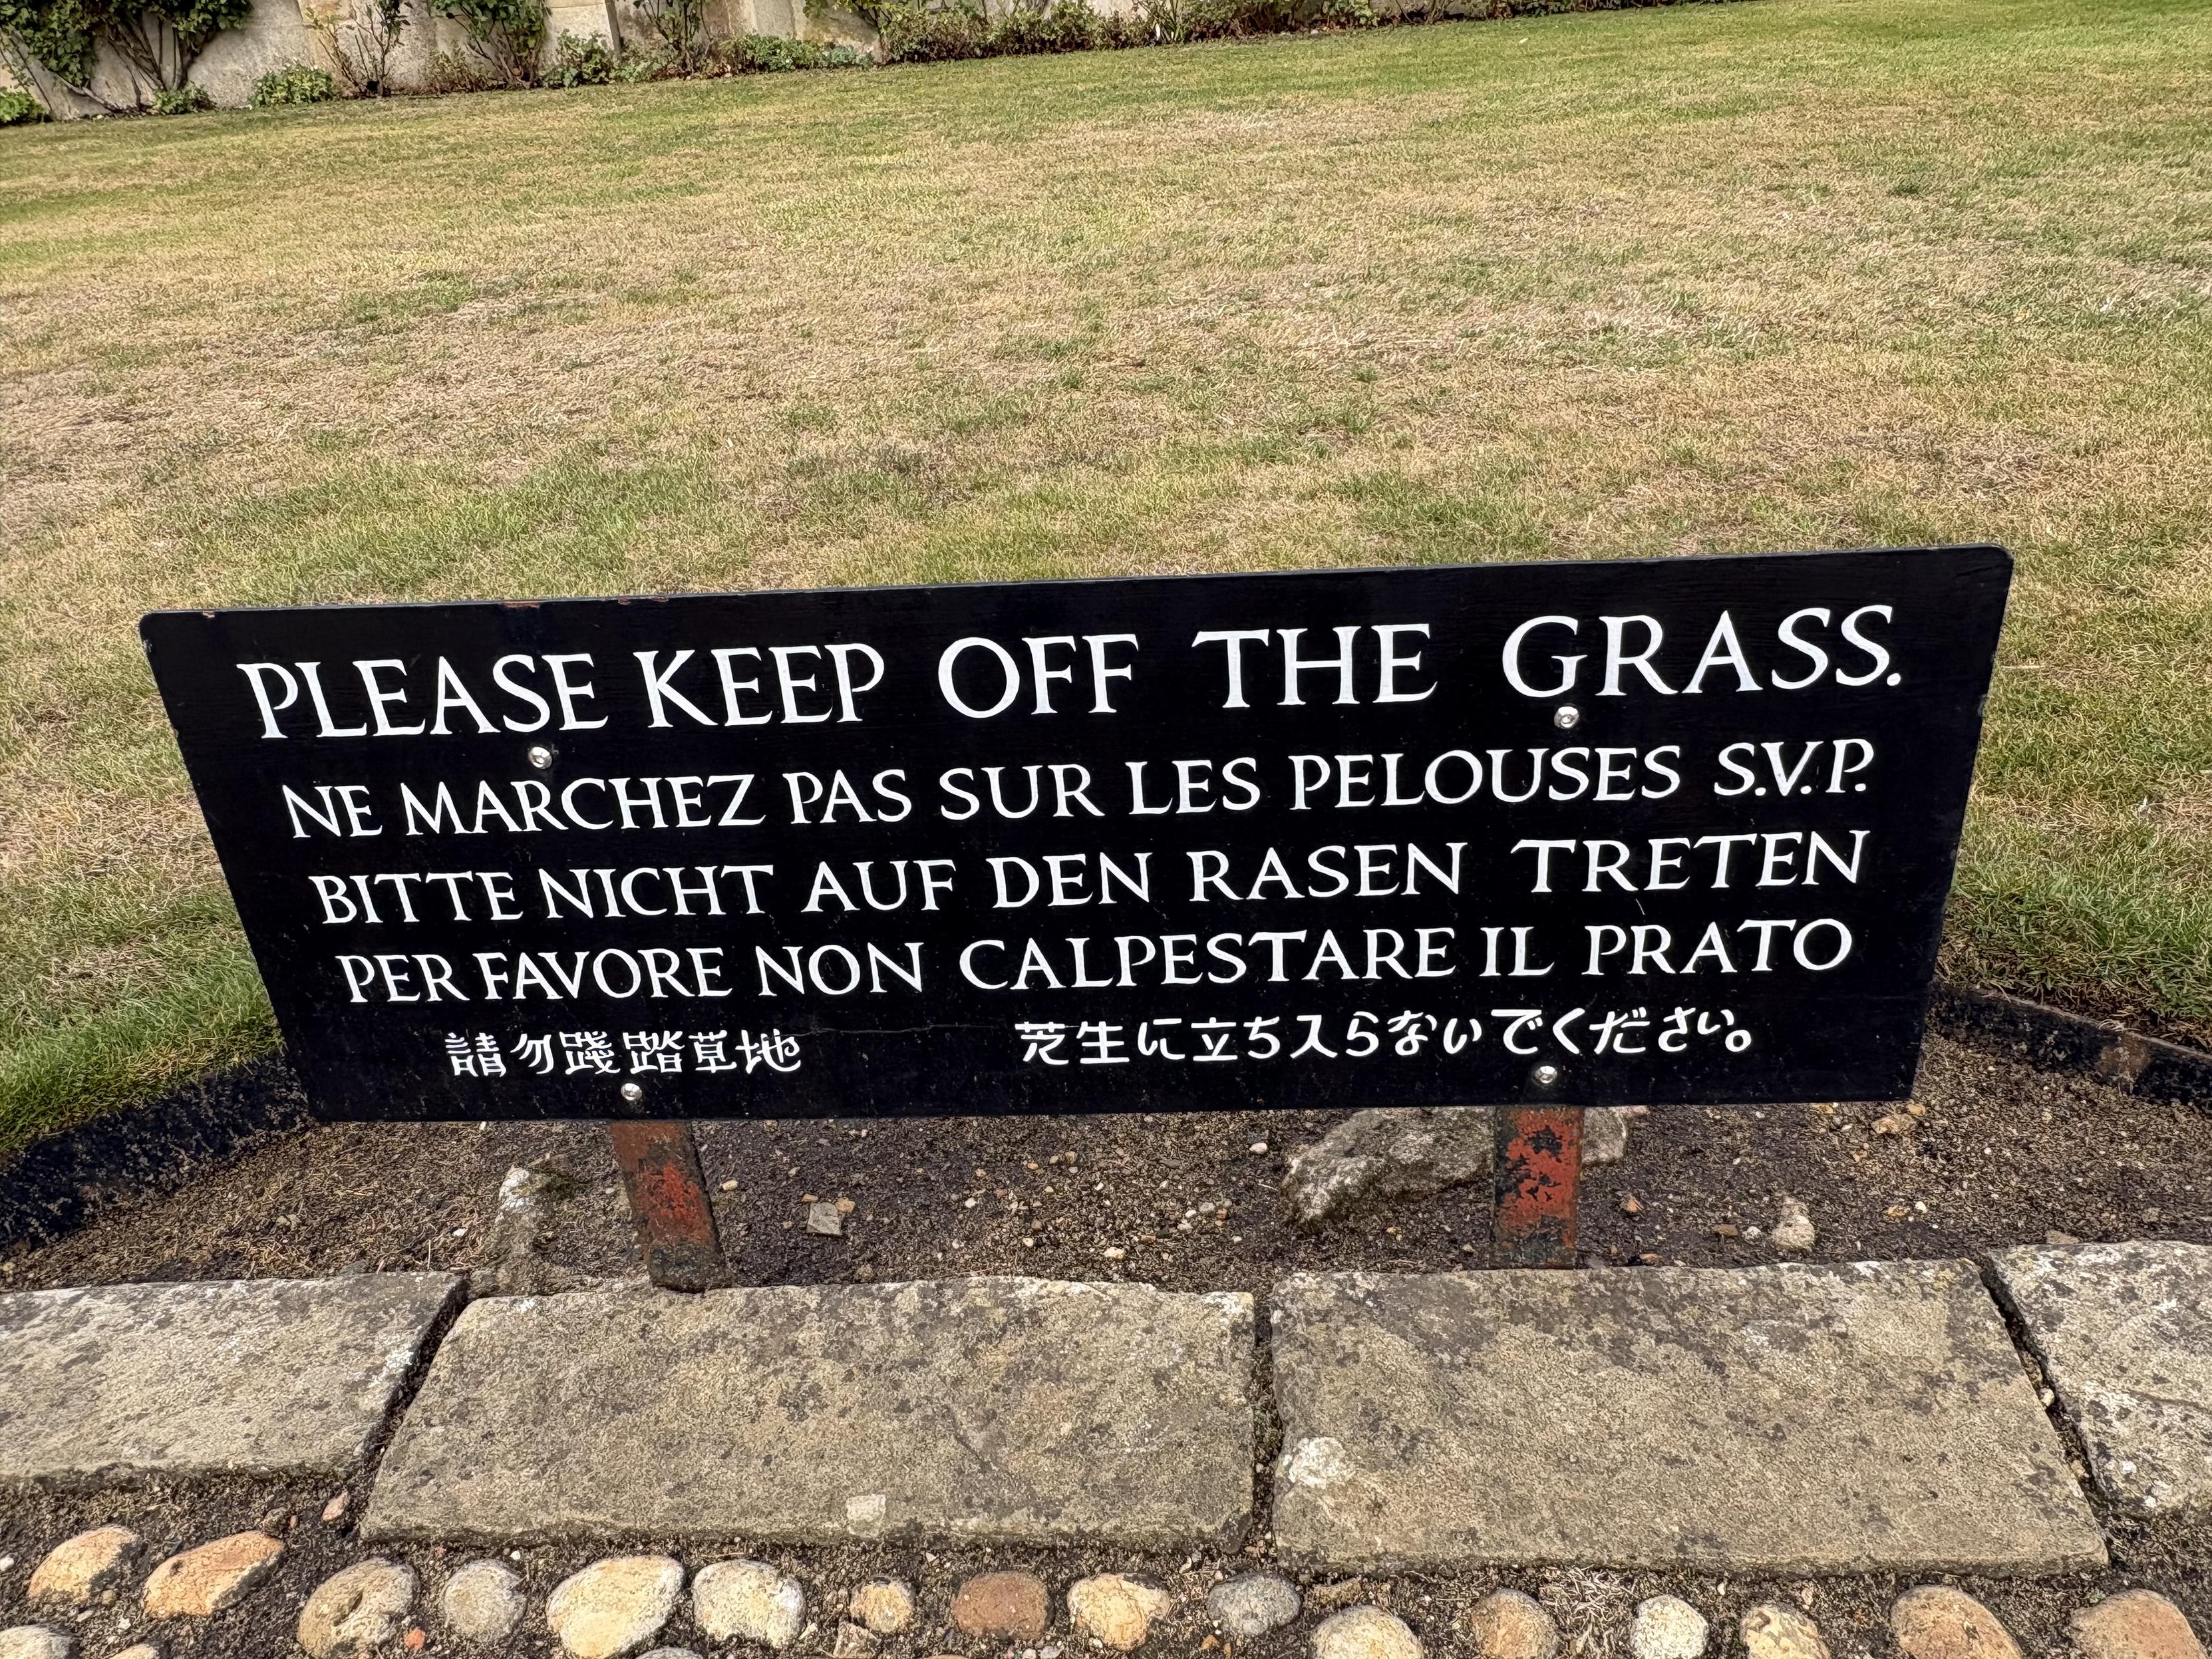 PLEASE KEEP OFF THE GRASS.
NE MARCHEZ PAS SUR LES PELOUSES S.V.P.
BITTE NICHT AUF DEN RASEN TRETEN
PER FAVORE NON CALPESTARE IL PRATO
請勿踐踏草地 芝生に立ち入らないでください。